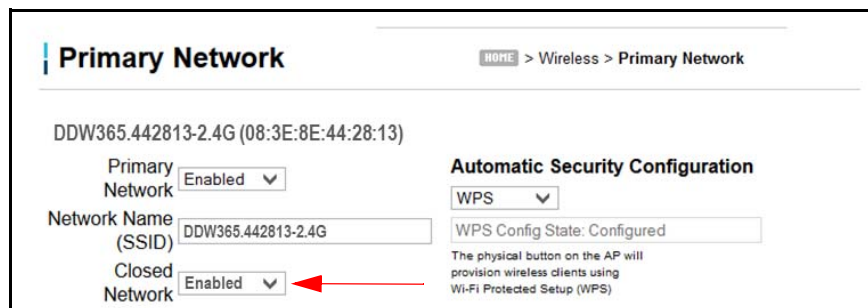 Primary Network
HOME > Wireless > Primary Network
DDW365.442813-2.4G (08:3E:8E:44:28:13)
Primary
Network
Enabled
Network Name
(SSID)
DDW365.442813-2.4G
Closed
Network
Enabled
Automatic Security Configuration
WPS
WPS Config State: Configured
The physical button on the AP will
provision wireless clients using
Wi-Fi Protected Setup (WPS)